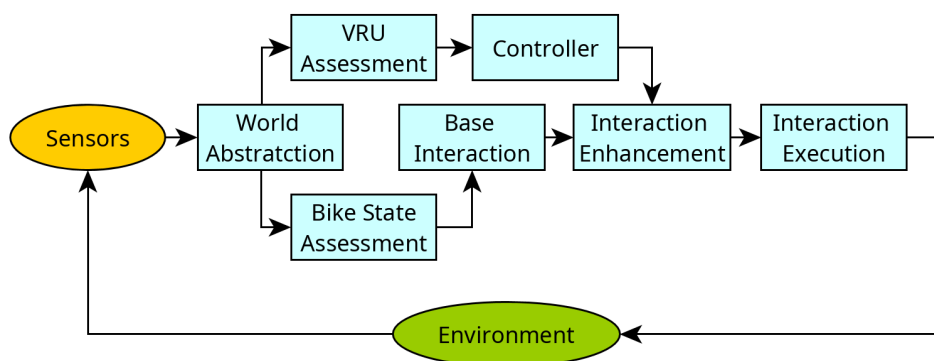 VRU
Assessment
Controller
Sensors
World
Abstratction
Base
Interaction
Interaction
Enhancement
Interaction
Execution
Bike State
Assessment
Environment